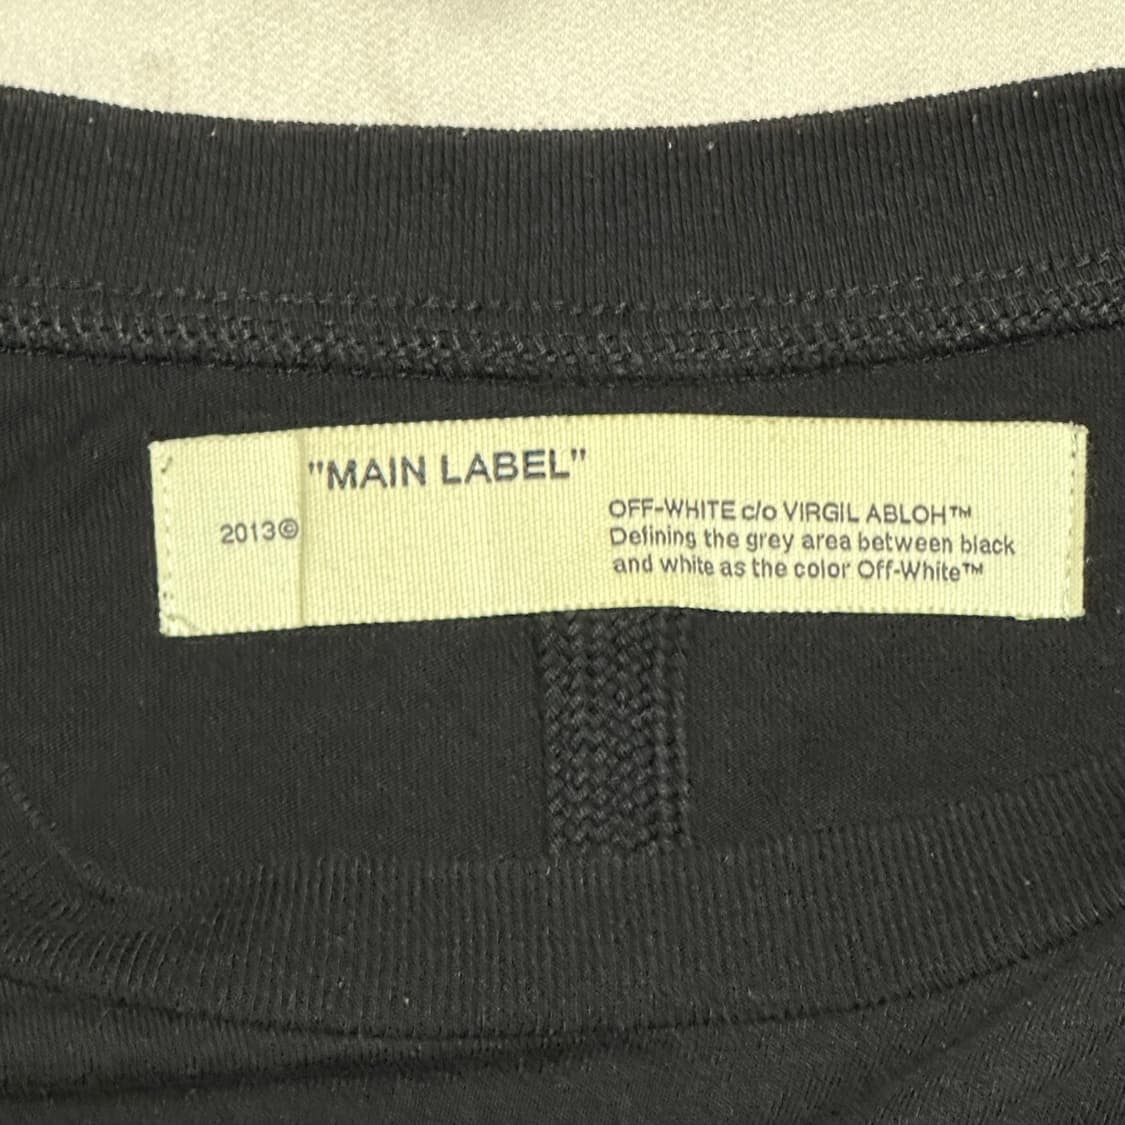 "MAIN LABEL"
2013©
OFF-WHITE c/o VIRGIL ABLOH™
Defining the grey area between black
and white as the color Off-White™